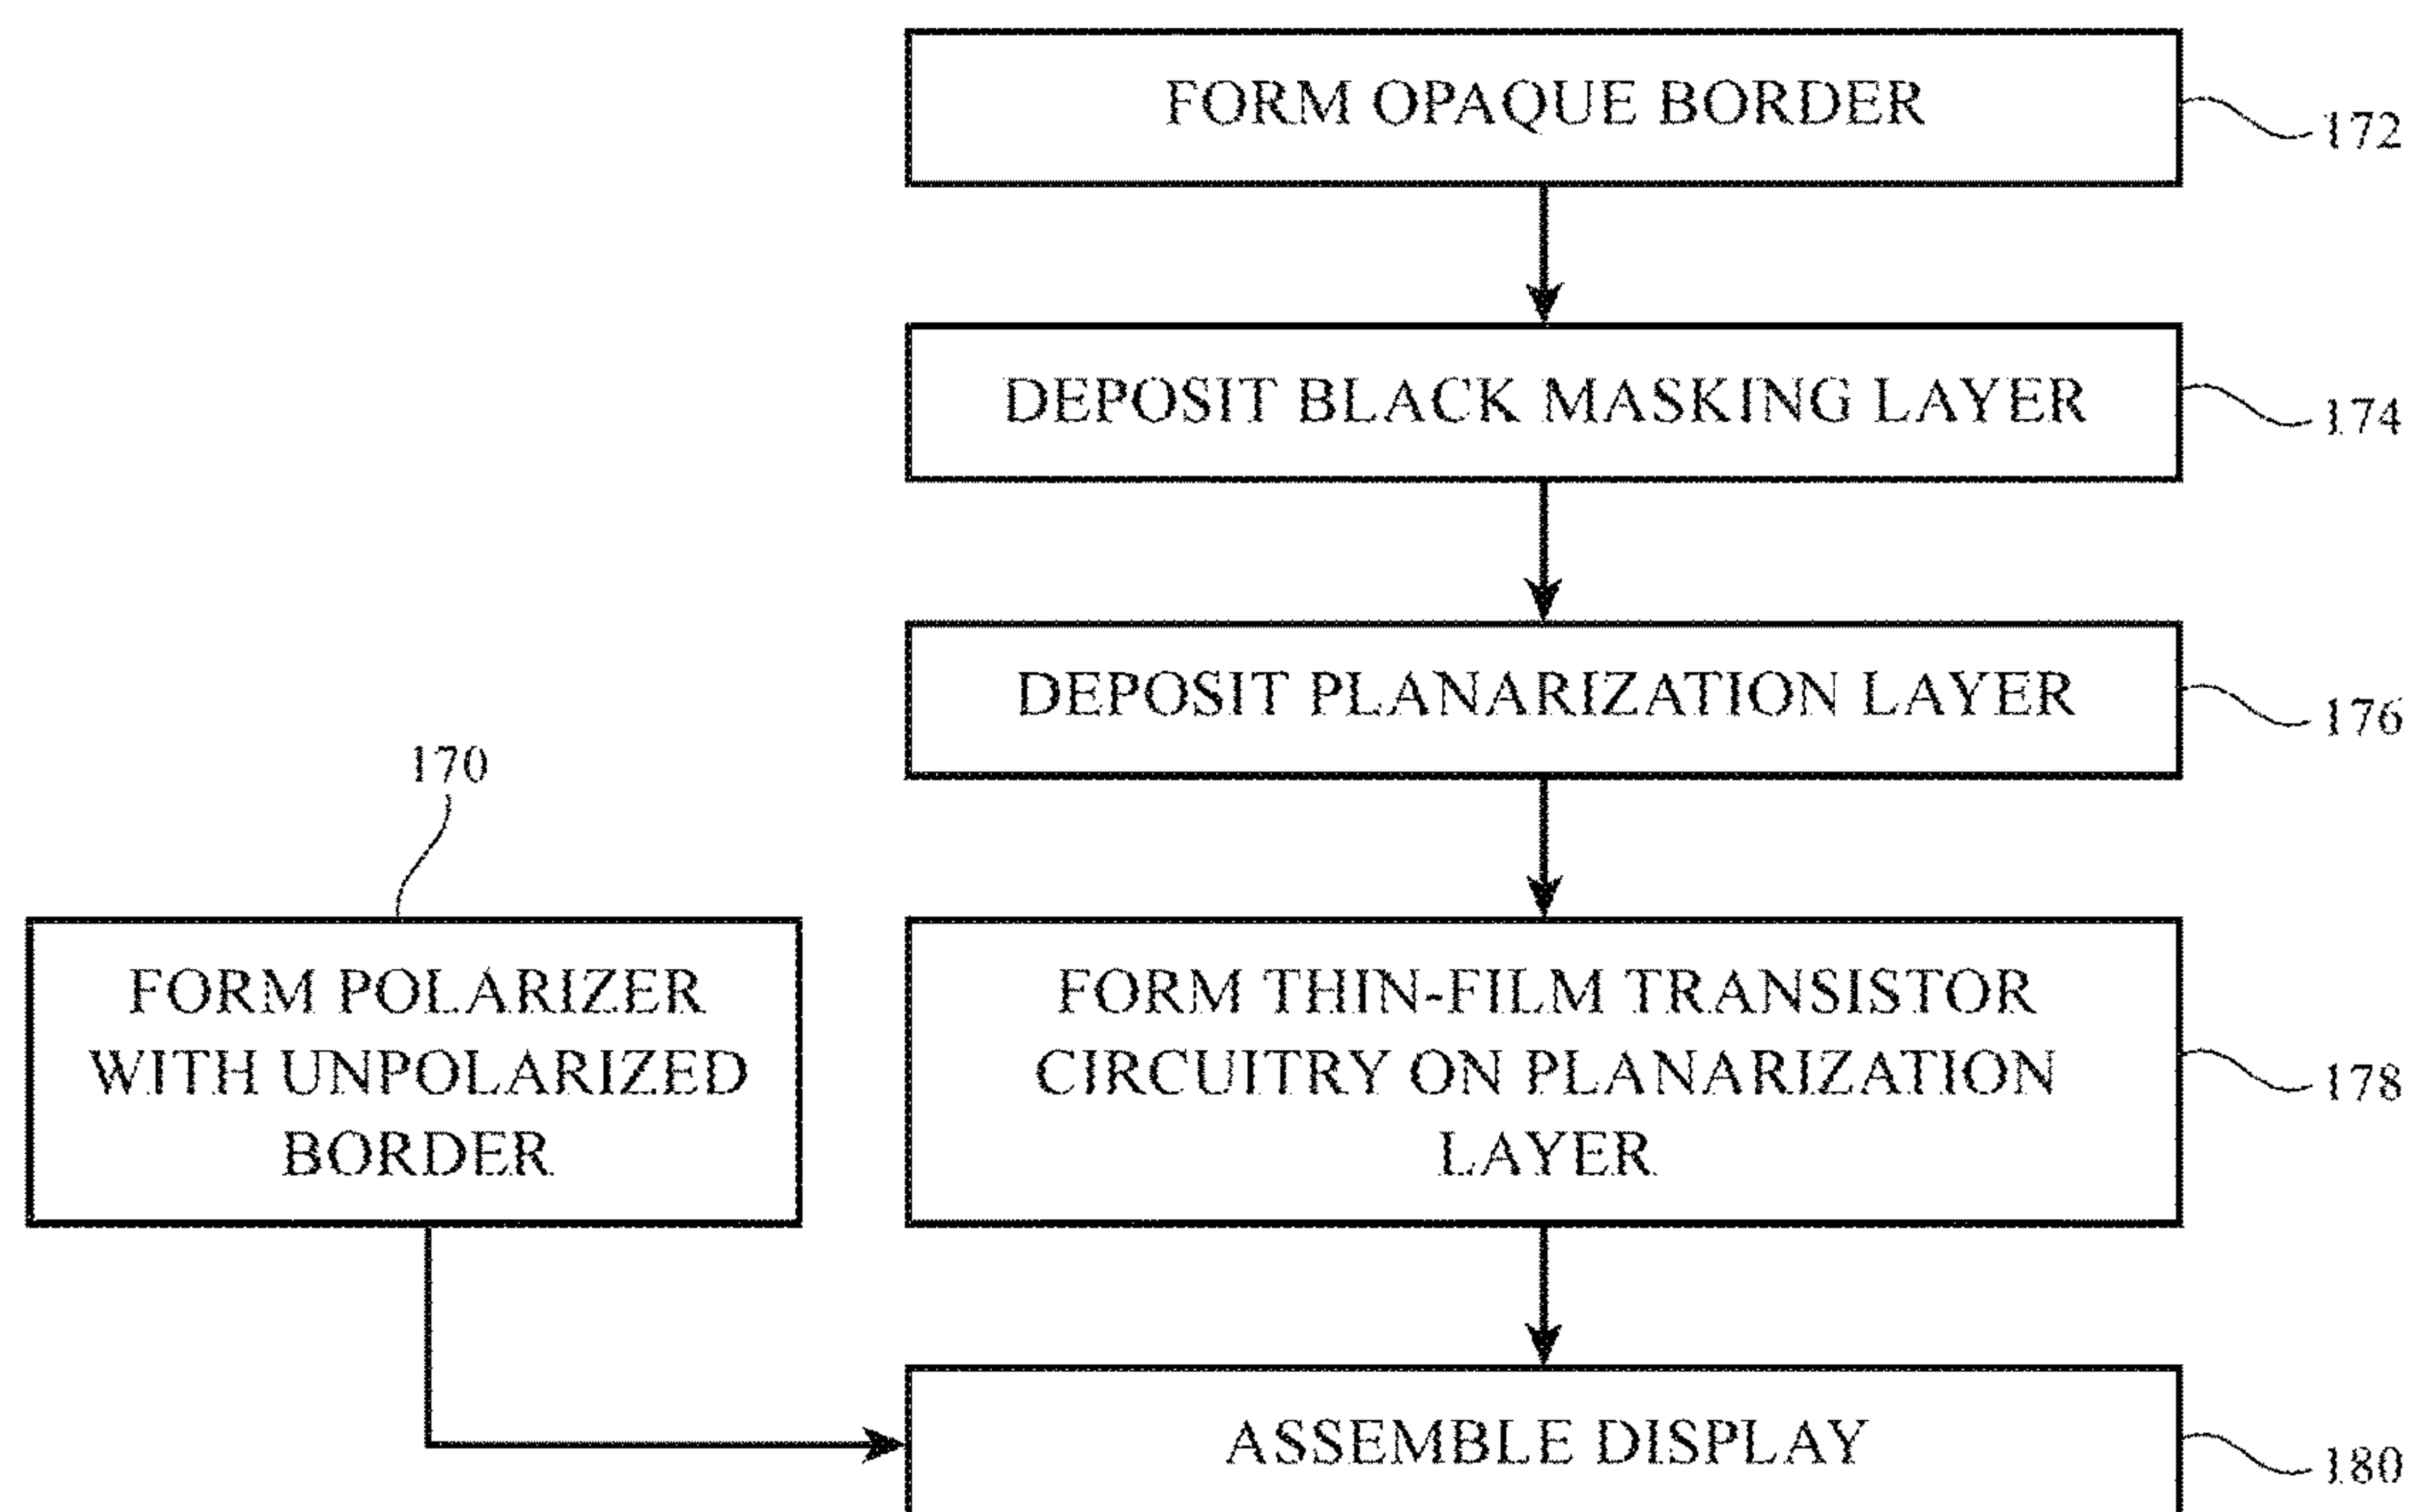 FORM OPAQUE BORDER
172
DEPOSIT BLACK MASKING LAYER
174
DEPOSIT PLANARIZATION LAYER
176
170
FORM POLARIZER
WITH UNPOLARIZED
BORDER
FORM THIN-FILM TRANSISTOR
CIRCUITRY ON PLANARIZATION
LAYER
178
ASSEMBLE DISPLAY
180